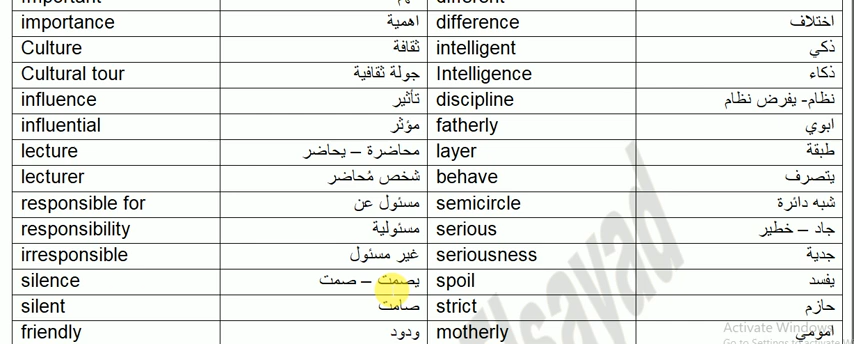 importance اهمية difference اختلاف
Culture ثقافة intelligent ذكي
Cultural tour جولة ثقافية Intelligence ذكاء
influence تأثير discipline نظام- يفرض نظام
influential مؤثر fatherly ابوي
lecture محاضرة – يحاضر layer طبقة
lecturer شخص مُحاضر behave يتصرف
responsible for مسئول عن semicircle شبه دائرة
responsibility مسئولية serious جاد – خطير
irresponsible غير مسئول seriousness جدية
silence يصمت – صمت spoil يفسد
silent صامت strict حازم
friendly ودود motherly امومي
Activate Windows